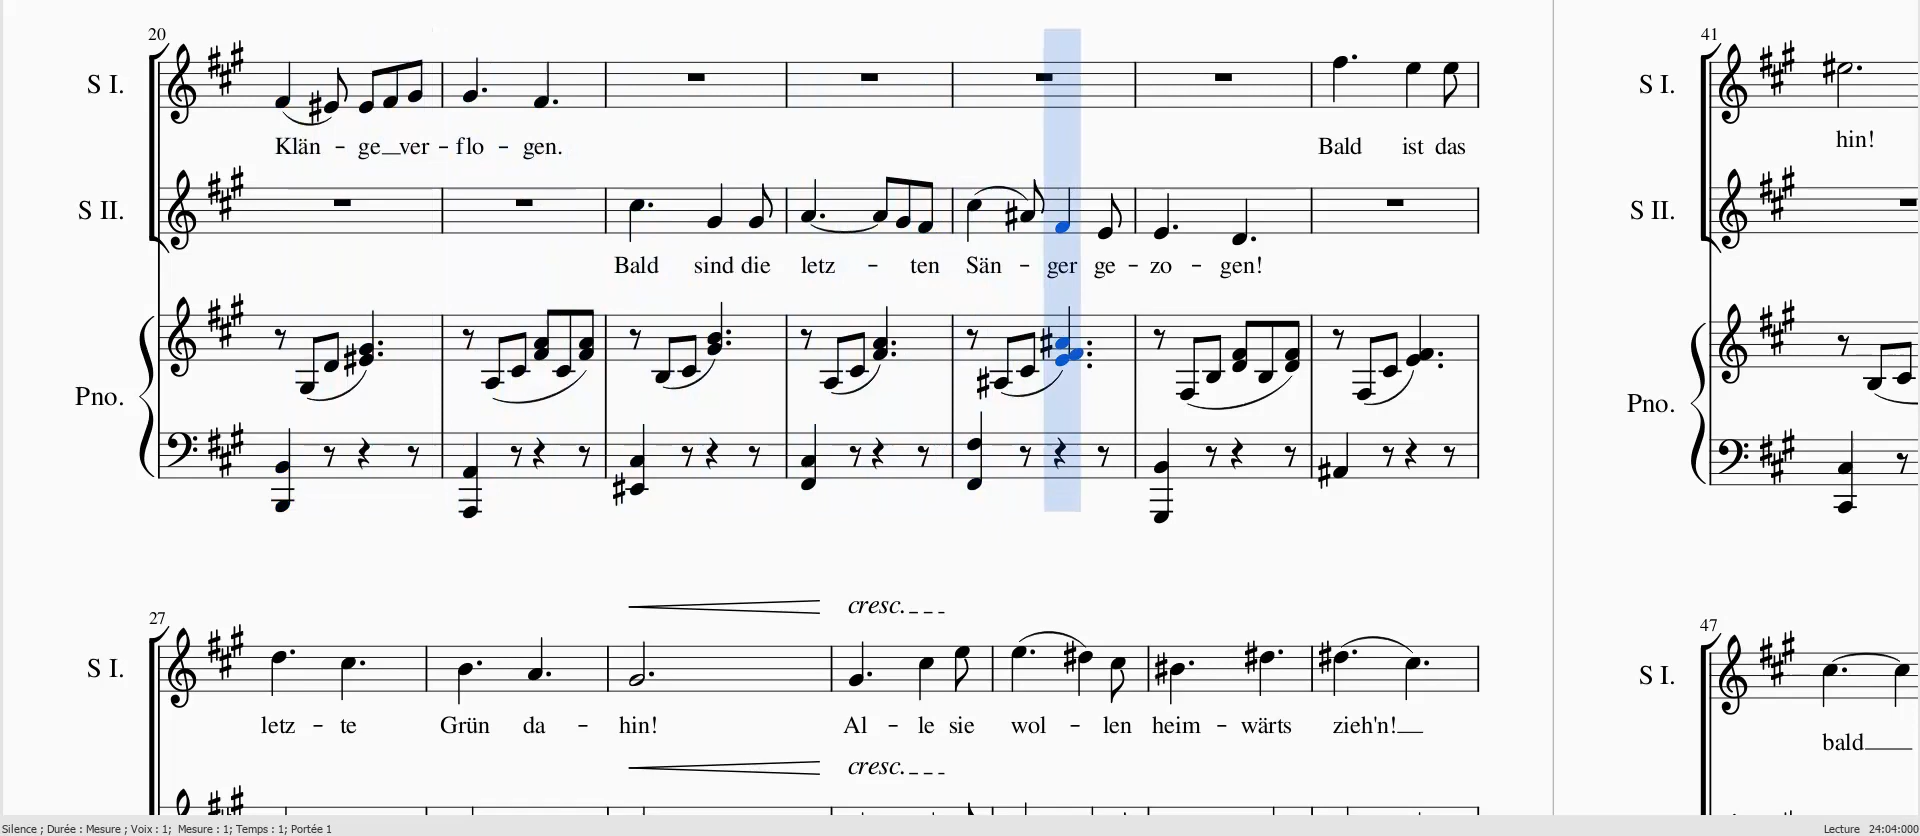 20
41
S I.
S I.
Klän - ge_ver - flo - gen.
Bald ist das
hin!
S II.
S II.
Bald sind die letz - ten Sän - ger ge - zo - gen!
Pno.
Pno.
27
cresc.
47
S I.
S I.
letz - te Grün da - hin! Al - le sie wol - len heim - wärts zieh'n!_
bald_
cresc.
Silence ; Durée : Mesure ; Voix : 1;  Mesure : 1; Temps : 1; Portée 1
Lecture 24:04:000